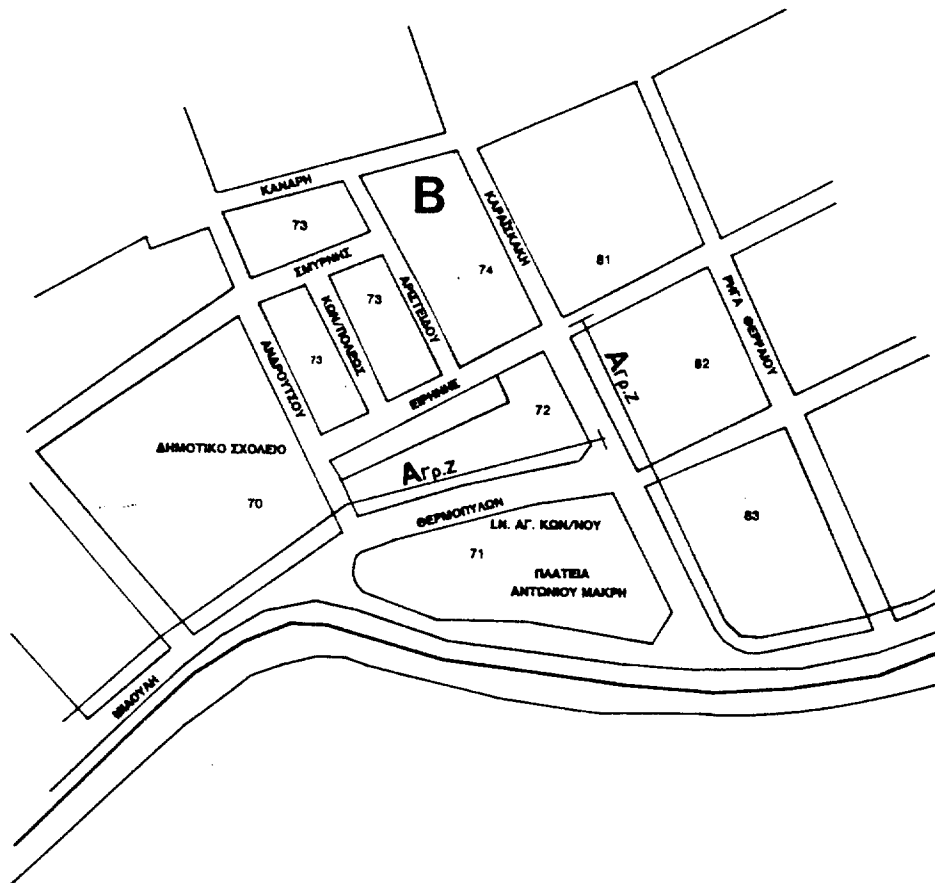 ΚΑΝΑΡΗ
Β
73
ΚΑΡΑΪΣΚΑΚΗ
ΣΜΥΡΝΗΣ
74
81
ΑΡΙΣΤΕΙΔΟΥ
73
ΚΩΝ/ΠΟΛΕΩΣ
ΡΗΓΑ ΦΕΡΡΑΙΟΥ
ΑΝΔΡΟΥΤΣΟΥ
73
Αγρ.Ζ
82
ΕΙΡΗΝΗΣ
72
ΔΗΜΟΤΙΚΟ ΣΧΟΛΕΙΟ
Αγρ.Ζ
70
ΘΕΡΜΟΠΥΛΩΝ
Ι.Ν. ΑΓ. ΚΩΝ/ΝΟΥ
83
71
ΠΛΑΤΕΙΑ
ΑΝΤΩΝΙΟΥ ΜΑΚΡΗ
ΜΙΑΟΥΛΗ